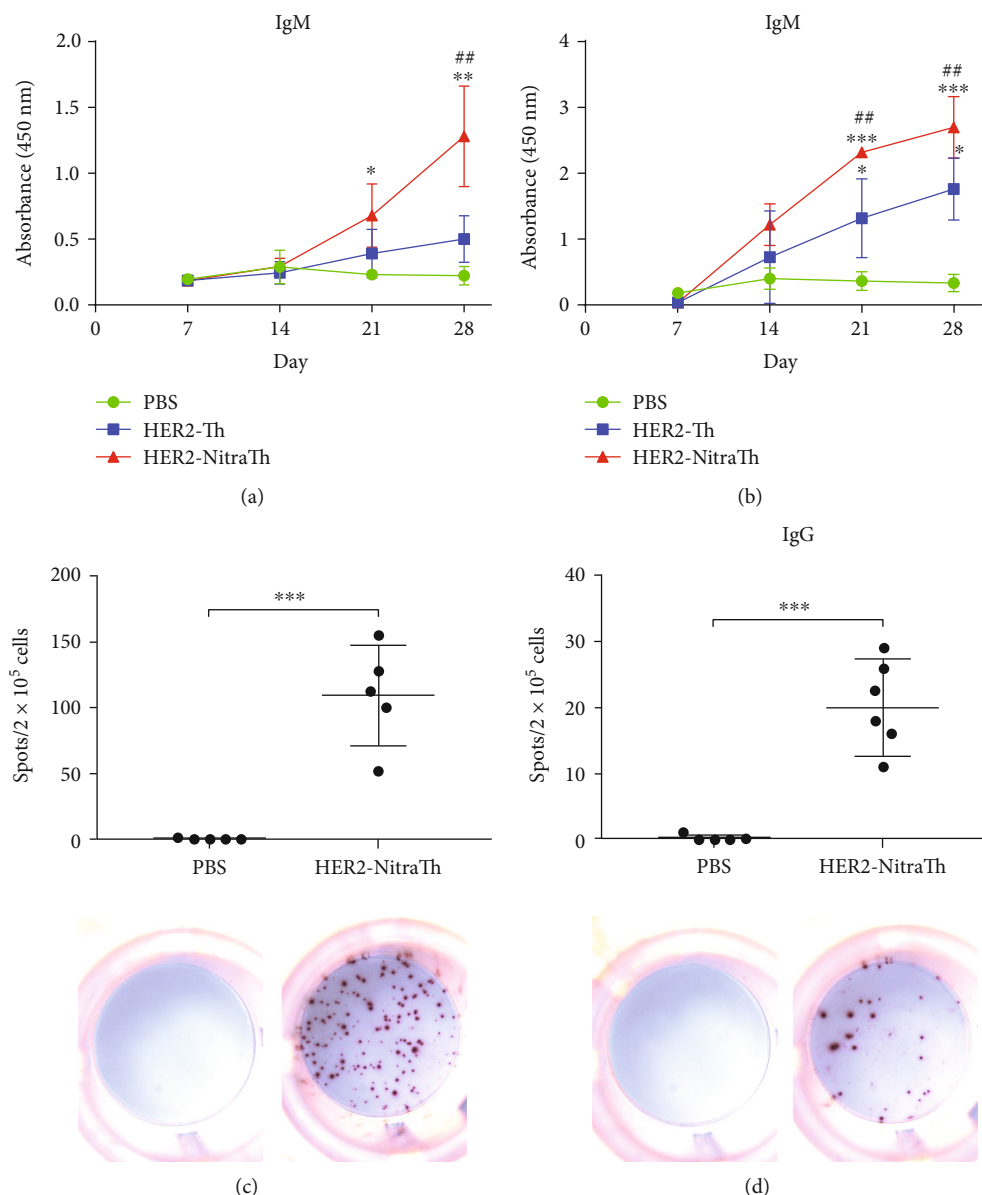 IgM
2.0
1.5
1.0
0.5
0.0
Absorbance (450 nm)
##
**
*
0
7
14
21
28
Day
PBS
HER2-Th
HER2-NitraTh
(a)
IgM
4
3
2
1
0
Absorbance (450 nm)
##
***
*
##
***
*
0
7
14
21
28
Day
PBS
HER2-Th
HER2-NitraTh
(b)
200
150
100
50
0
Spots/2 × 10⁵ cells
***
PBS
HER2-NitraTh
(c)
IgG
40
30
20
10
0
Spots/2 × 10⁵ cells
***
PBS
HER2-NitraTh
(d)